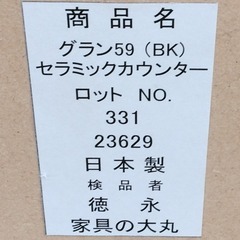 商品名
グラン59（BK）
セラミックカウンター
ロット NO.
331
23629
日本製
検品者
徳永
家具の大丸